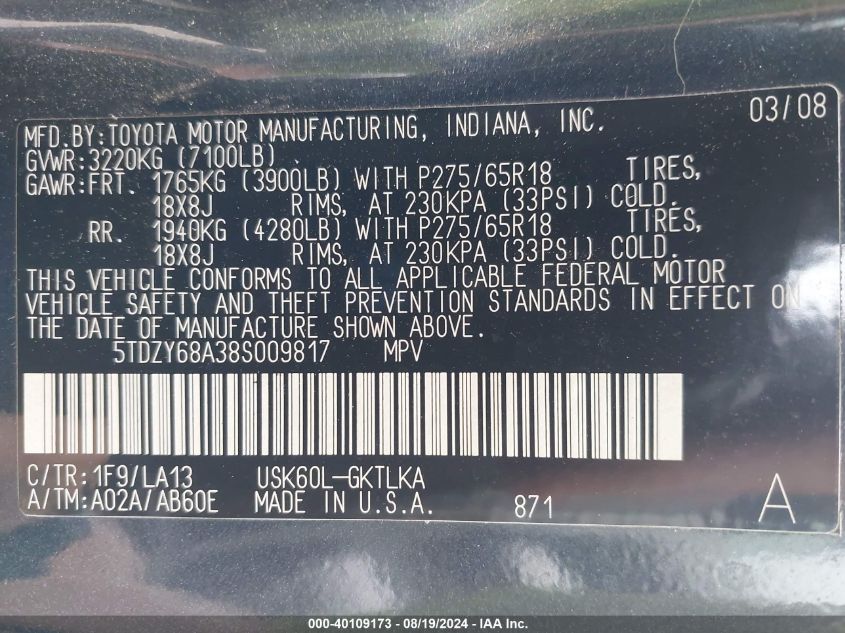 03/08
MFD.BY:TOYOTA MOTOR MANUFACTURING, INDIANA, INC.
GVWR:3220KG (7100LB)
GAWR:FRT. 1765KG (3900LB) WITH P275/65R18 TIRES,
18X8J RIMS, AT 230KPA (33PSI) COLD.
RR. 1940KG (4280LB) WITH P275/65R18 TIRES,
18X8J RIMS, AT 230KPA (33PSI) COLD.
THIS VEHICLE CONFORMS TO ALL APPLICABLE FEDERAL MOTOR
VEHICLE SAFETY AND THEFT PREVENTION STANDARDS IN EFFECT ON
THE DATE OF MANUFACTURE SHOWN ABOVE.
5TDZY68A38S009817 MPV
C/TR:1F9/LA13 USK60L-GKTLKA
A/TM:A02A/AB60E MADE IN U.S.A. 871 A
000-40109173 - 08/19/2024 - IAA Inc.